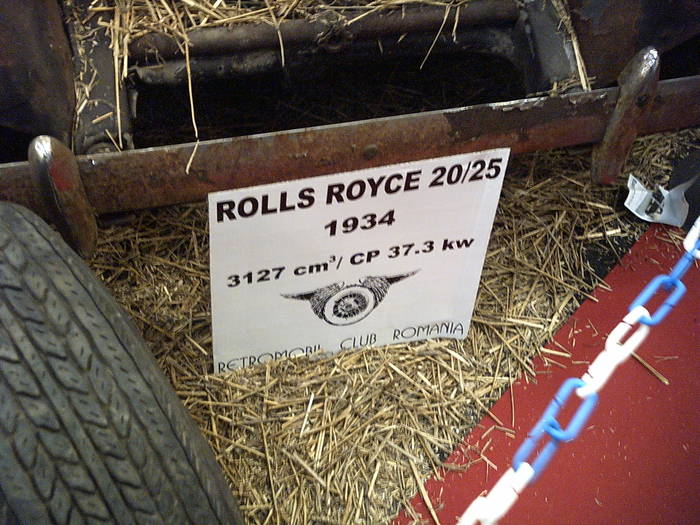 ROLLS ROYCE 20/25
1934
3127 cm³/ CP 37.3 kw
RETROMOBIL CLUB ROMANIA